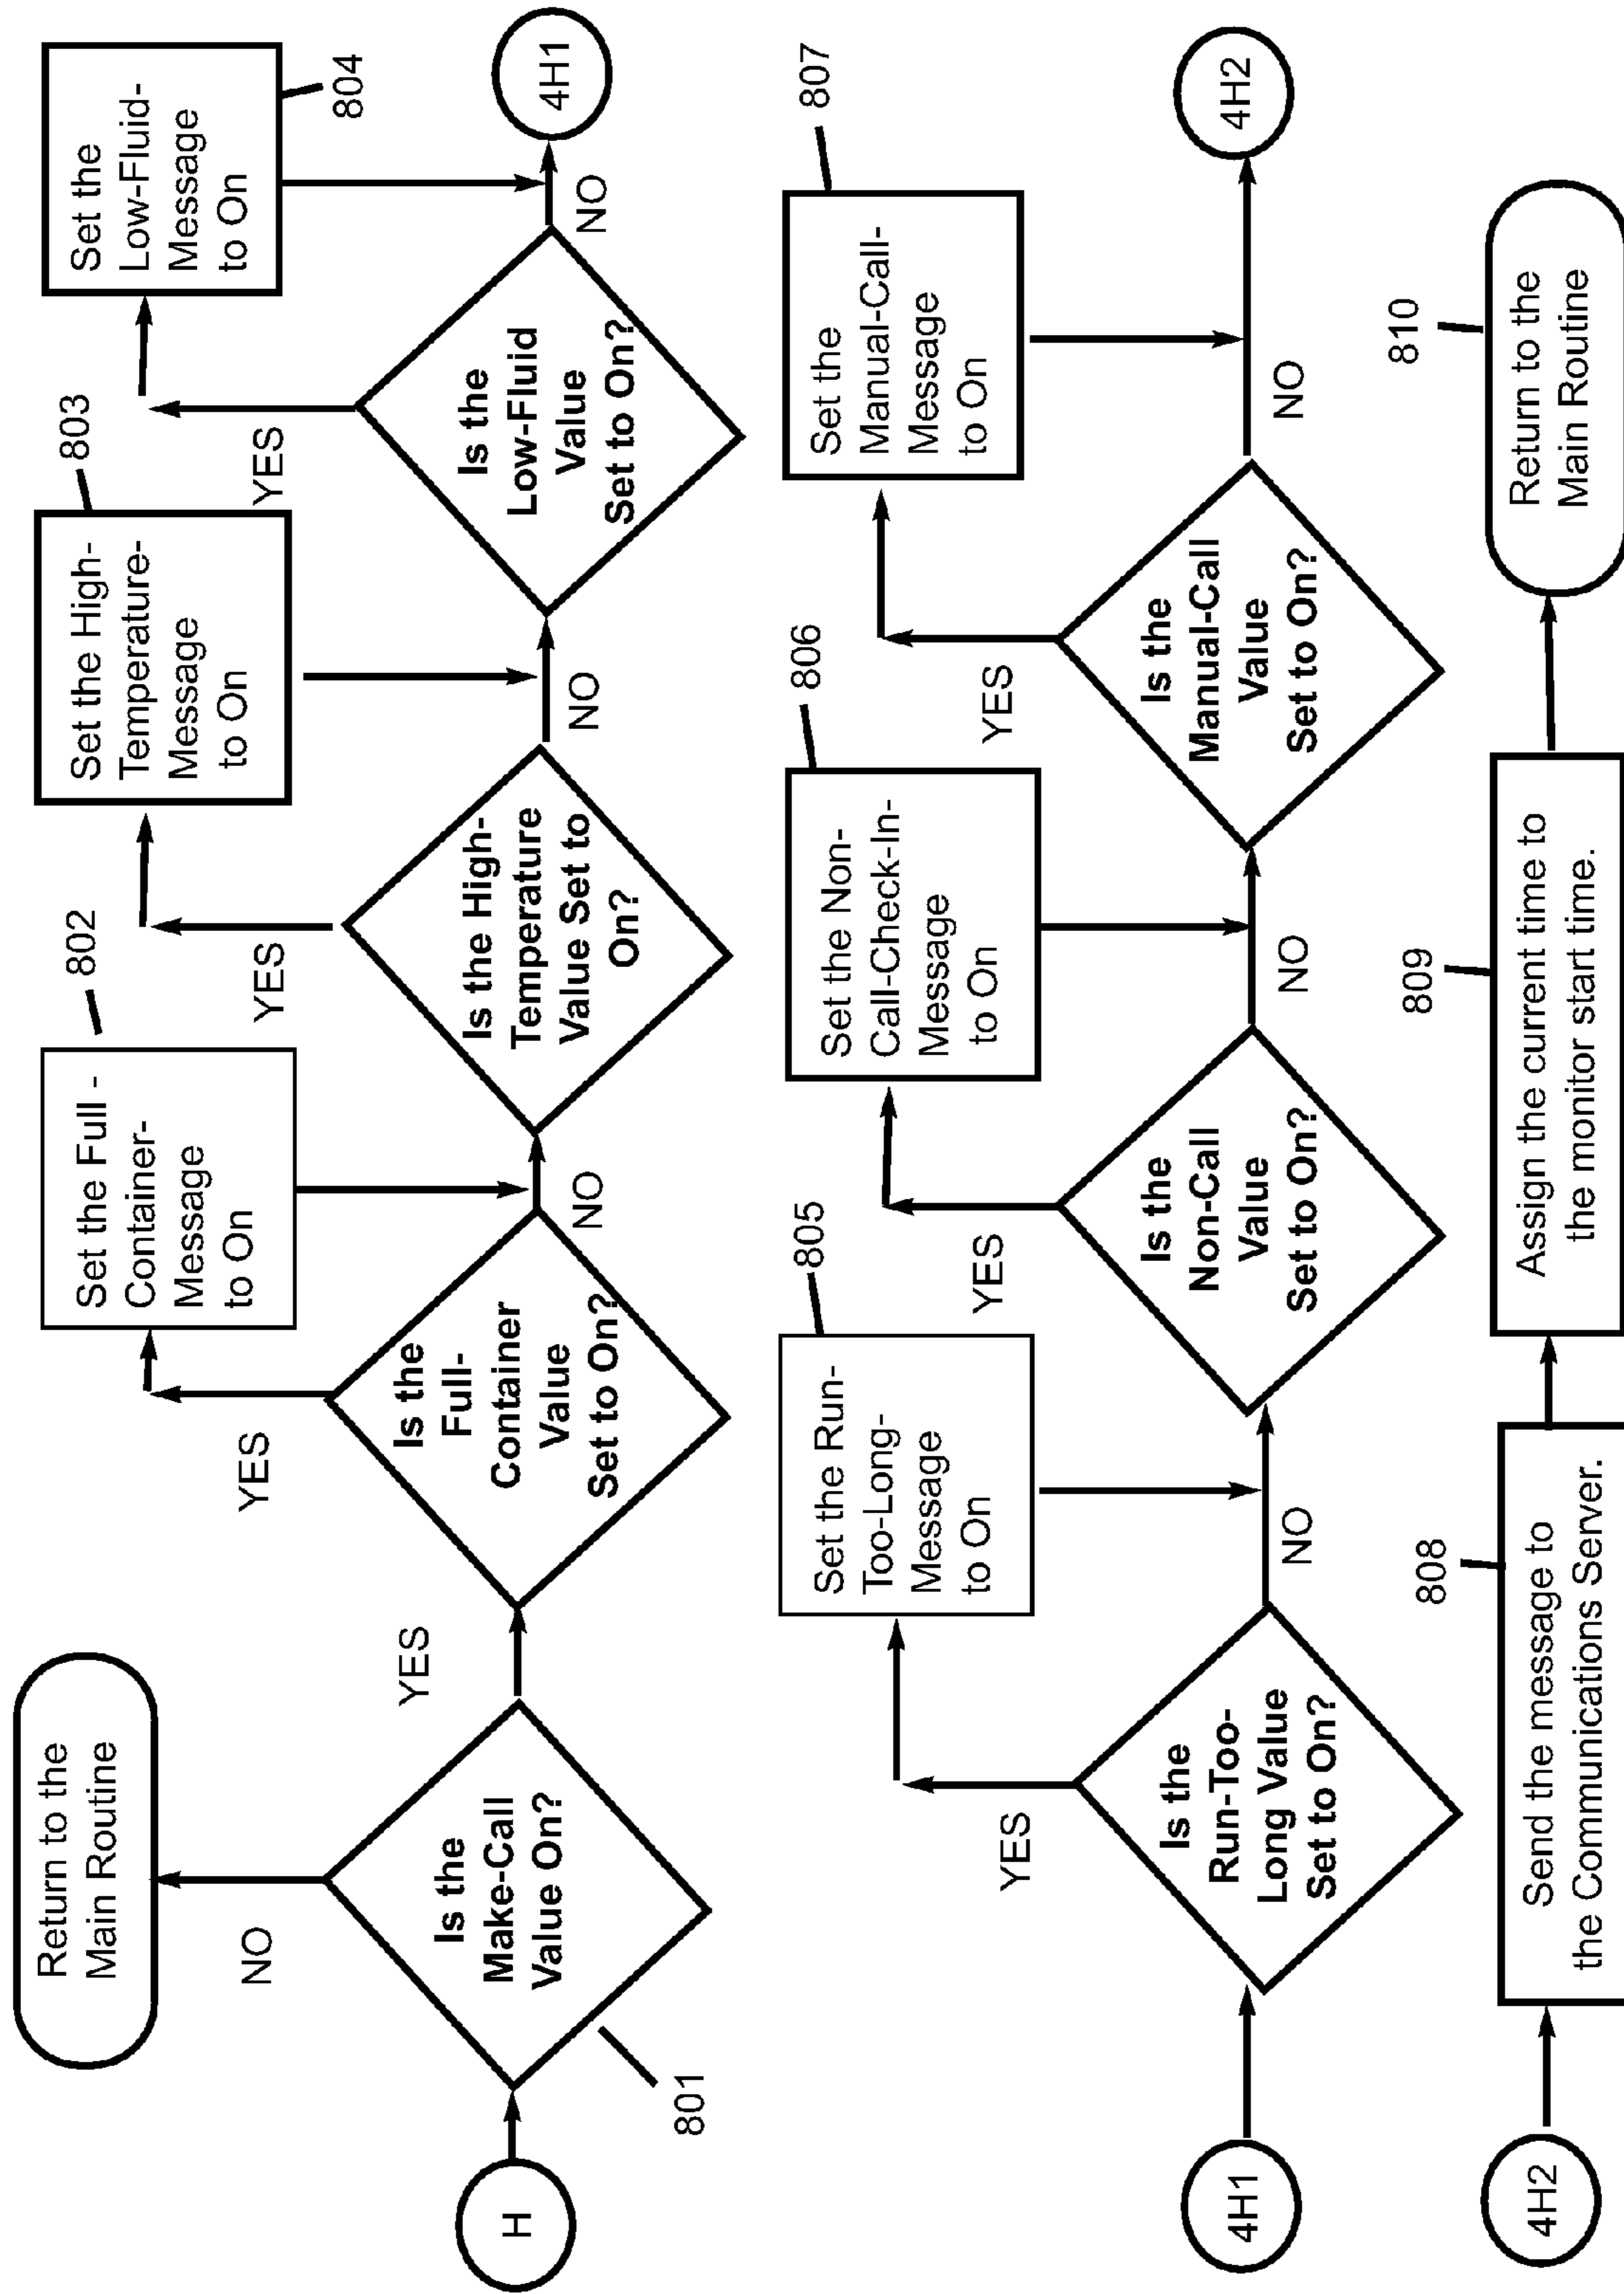 H
801
Is the
Make-Call
Value On?
NO
Return to the
Main Routine
YES
Is the
Full-
Container
Value
Set to On?
YES
802
Set the Full -
Container-
Message
to On
NO
Is the High-
Temperature
Value Set to
On?
YES
803
Set the High-
Temperature-
Message
to On
NO
Is the
Low-Fluid
Value
Set to On?
YES
804
Set the
Low-Fluid-
Message
to On
NO
4H1
4H1
Is the
Run-Too-
Long Value
Set to On?
YES
805
Set the Run-
Too-Long-
Message
to On
NO
Is the
Non-Call
Value
Set to On?
YES
806
Set the Non-
Call-Check-In-
Message
to On
NO
Is the
Manual-Call
Value
Set to On?
YES
807
Set the
Manual-Call-
Message
to On
NO
4H2
4H2
808
Send the message to
the Communications Server.
809
Assign the current time to
the monitor start time.
810
Return to the
Main Routine